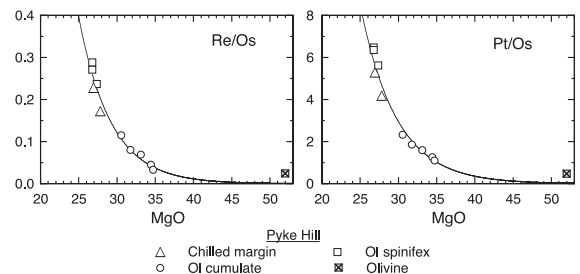 Re/Os
0.4
0.3
0.2
0.1
0.0
20 25 30 35 40 45 50
MgO
Pt/Os
8
6
4
2
0
20 25 30 35 40 45 50
MgO
Pyke Hill
Chilled margin
Ol spinifex
Ol cumulate
Olivine